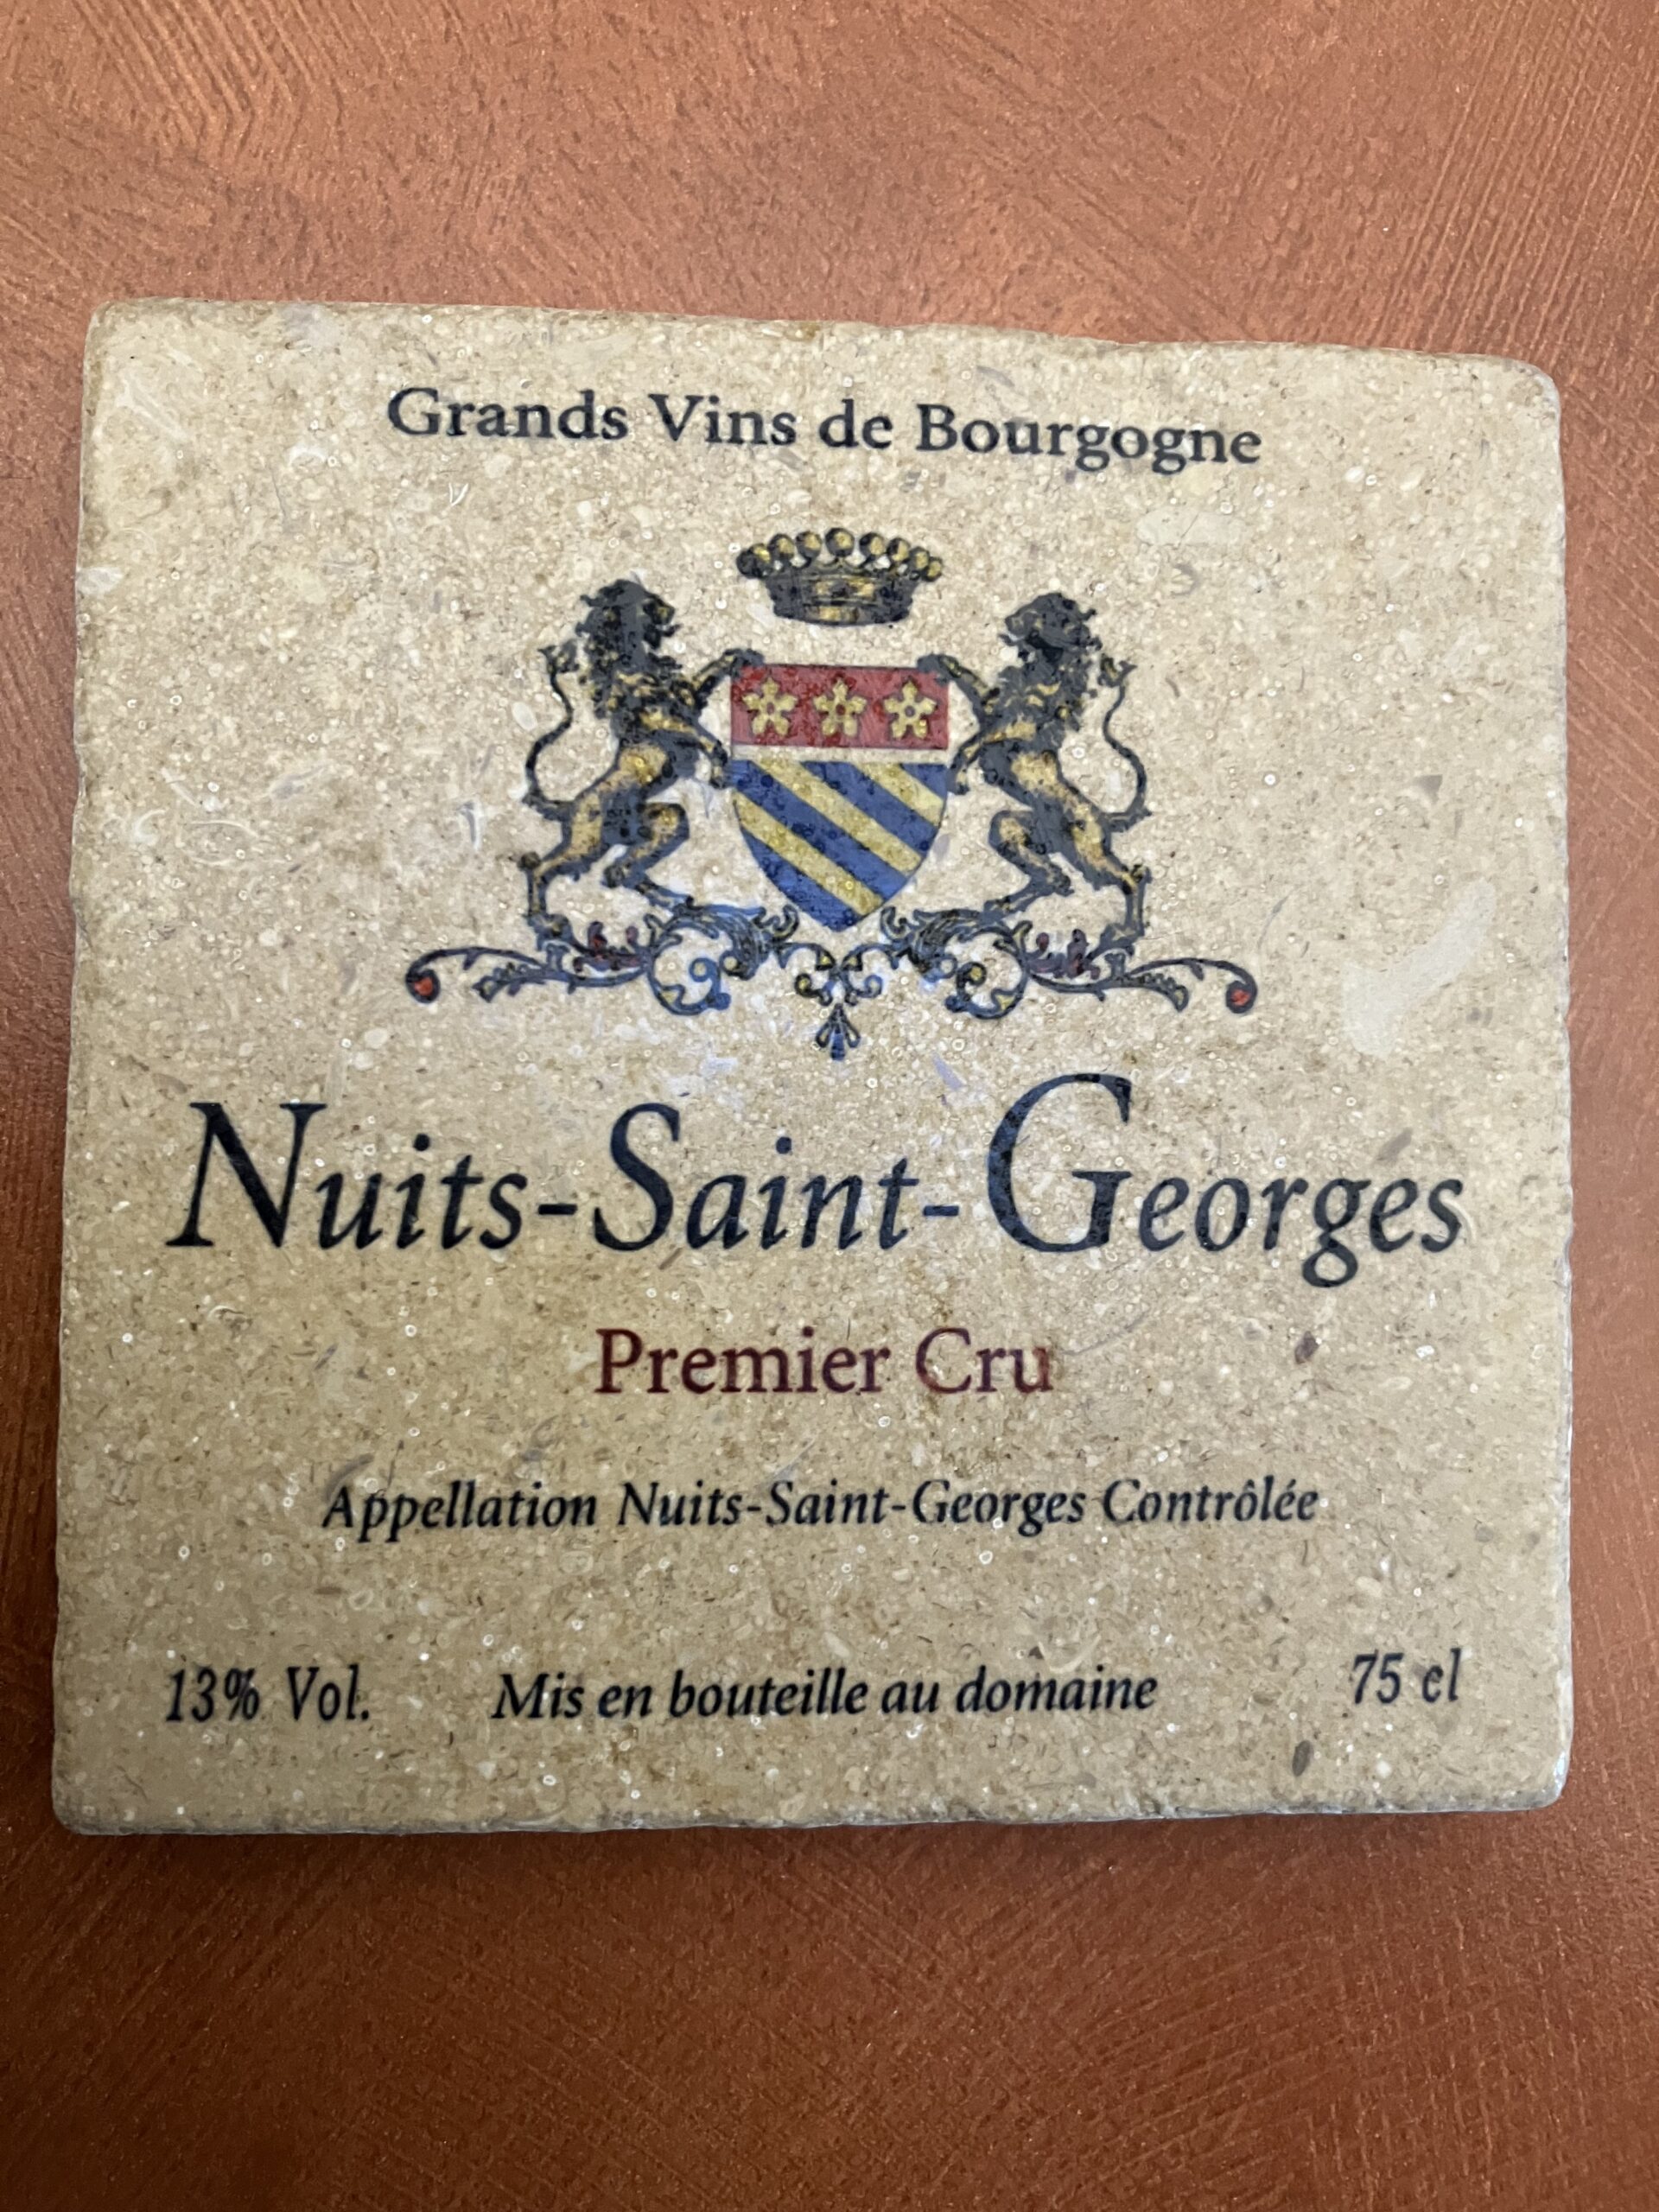 Grands Vins de Bourgogne
Nuits-Saint-Georges
Premier Cru
Appellation Nuits-Saint-Georges Contrôlée
13% Vol. Mis en bouteille au domaine 75 cl